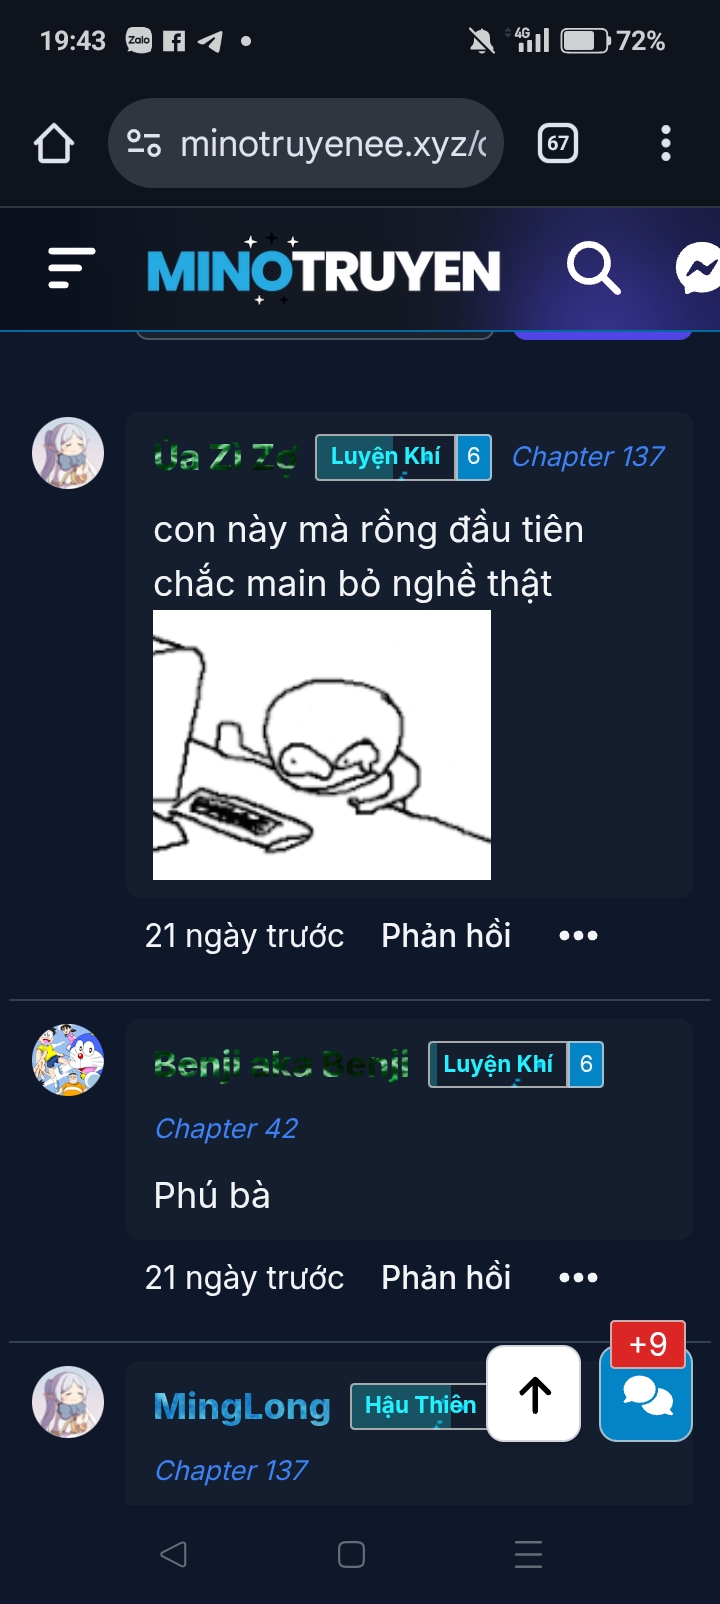 19:43 Zalo 4G 72%
minotruyenee.xyz/c 67
MINOTRUYEN
Úa Zì Zợ Luyện Khí 6 Chapter 137
con này mà rồng đầu tiên
chắc main bỏ nghề thật
21 ngày trước Phản hồi
Benji aka Benji Luyện Khí 6
Chapter 42
Phú bà
21 ngày trước Phản hồi
+9
MingLong Hậu Thiên
Chapter 137